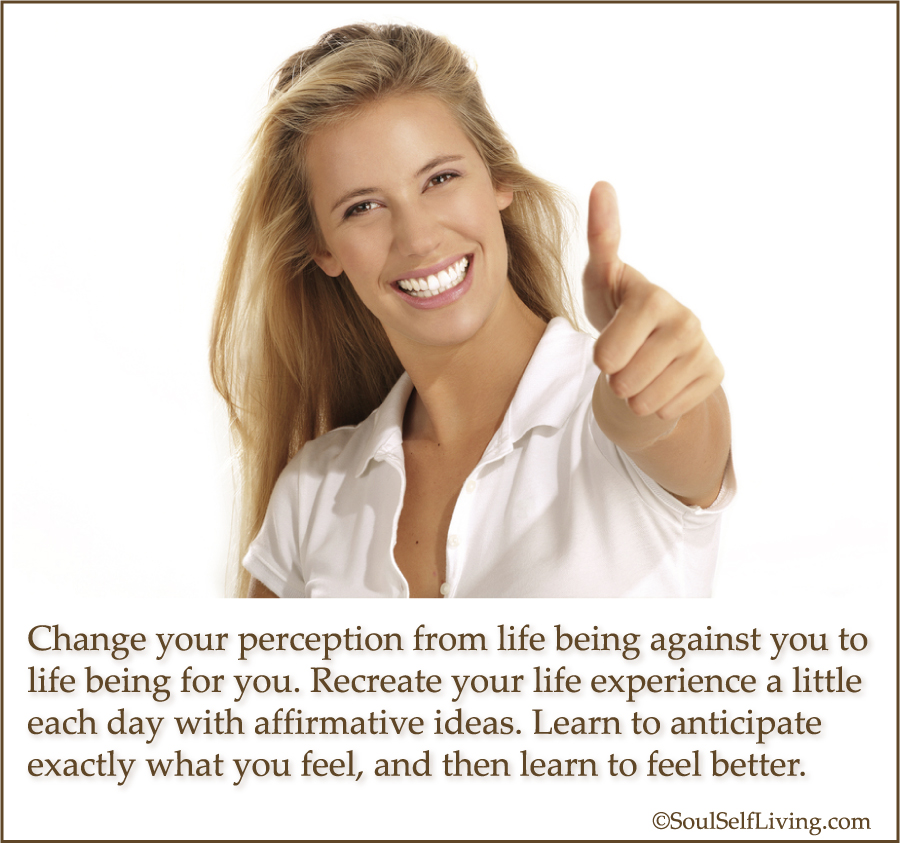 Change your perception from life being against you to
life being for you. Recreate your life experience a little
each day with affirmative ideas. Learn to anticipate
exactly what you feel, and then learn to feel better.
©SoulSelfLiving.com